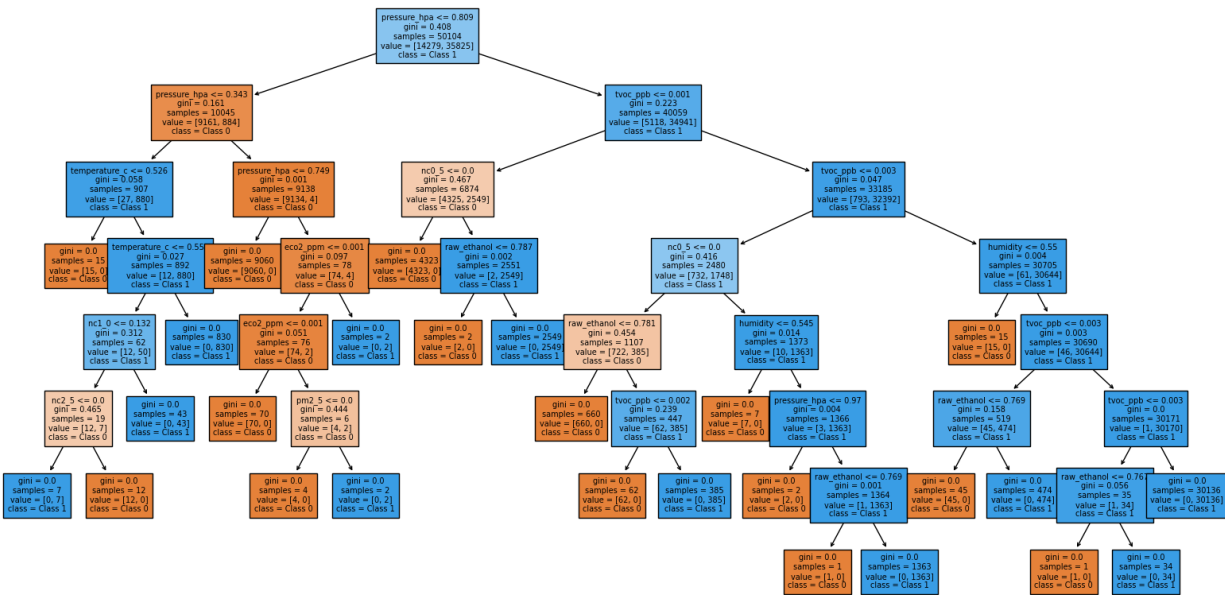 pressure_hpa <= 0.809
gini = 0.408
samples = 50104
value = [14279, 35825]
class = Class 1
pressure_hpa <= 0.343
gini = 0.161
samples = 10045
value = [9161, 884]
class = Class 0
tvoc_ppb <= 0.001
gini = 0.223
samples = 40059
value = [5118, 34941]
class = Class 1
temperature_c <= 0.526
gini = 0.058
samples = 907
value = [27, 880]
class = Class 1
pressure_hpa <= 0.749
gini = 0.001
samples = 9138
value = [9134, 4]
class = Class 0
nc0_5 <= 0.0
gini = 0.467
samples = 6874
value = [4325, 2549]
class = Class 0
tvoc_ppb <= 0.003
gini = 0.047
samples = 33185
value = [793, 32392]
class = Class 1
gini = 0.0
samples = 15
value = [15, 0]
class = Class 0
temperature_c <= 0.55
gini = 0.027
samples = 892
value = [12, 880]
class = Class 1
gini = 0.0
samples = 9060
value = [9060, 0]
class = Class 0
eco2_ppm <= 0.001
gini = 0.097
samples = 78
value = [74, 4]
class = Class 0
gini = 0.0
samples = 4323
value = [4323, 0]
class = Class 0
raw_ethanol <= 0.787
gini = 0.002
samples = 2551
value = [2, 2549]
class = Class 1
nc0_5 <= 0.0
gini = 0.416
samples = 2480
value = [732, 1748]
class = Class 1
humidity <= 0.55
gini = 0.004
samples = 30705
value = [61, 30644]
class = Class 1
nc1_0 <= 0.132
gini = 0.312
samples = 62
value = [12, 50]
class = Class 1
gini = 0.0
samples = 830
value = [0, 830]
class = Class 1
eco2_ppm <= 0.001
gini = 0.051
samples = 76
value = [74, 2]
class = Class 0
gini = 0.0
samples = 2
value = [0, 2]
class = Class 1
gini = 0.0
samples = 2
value = [2, 0]
class = Class 0
gini = 0.0
samples = 2549
value = [0, 2549]
class = Class 1
raw_ethanol <= 0.781
gini = 0.454
samples = 1107
value = [722, 385]
class = Class 0
humidity <= 0.545
gini = 0.014
samples = 1373
value = [10, 1363]
class = Class 1
gini = 0.0
samples = 15
value = [15, 0]
class = Class 0
tvoc_ppb <= 0.003
gini = 0.003
samples = 30690
value = [46, 30644]
class = Class 1
nc2_5 <= 0.0
gini = 0.465
samples = 19
value = [12, 7]
class = Class 0
gini = 0.0
samples = 43
value = [0, 43]
class = Class 1
gini = 0.0
samples = 70
value = [70, 0]
class = Class 0
pm2_5 <= 0.0
gini = 0.444
samples = 6
value = [4, 2]
class = Class 0
gini = 0.0
samples = 660
value = [660, 0]
class = Class 0
tvoc_ppb <= 0.002
gini = 0.239
samples = 447
value = [62, 385]
class = Class 1
gini = 0.0
samples = 7
value = [7, 0]
class = Class 0
pressure_hpa <= 0.97
gini = 0.004
samples = 1366
value = [3, 1363]
class = Class 1
raw_ethanol <= 0.769
gini = 0.158
samples = 519
value = [45, 474]
class = Class 1
tvoc_ppb <= 0.003
gini = 0.0
samples = 30171
value = [1, 30170]
class = Class 1
gini = 0.0
samples = 7
value = [0, 7]
class = Class 1
gini = 0.0
samples = 12
value = [12, 0]
class = Class 0
gini = 0.0
samples = 4
value = [4, 0]
class = Class 0
gini = 0.0
samples = 2
value = [0, 2]
class = Class 1
gini = 0.0
samples = 62
value = [62, 0]
class = Class 0
gini = 0.0
samples = 385
value = [0, 385]
class = Class 1
gini = 0.0
samples = 2
value = [2, 0]
class = Class 0
raw_ethanol <= 0.769
gini = 0.001
samples = 1364
value = [1, 1363]
class = Class 1
gini = 0.0
samples = 45
value = [45, 0]
class = Class 0
gini = 0.0
samples = 474
value = [0, 474]
class = Class 1
raw_ethanol <= 0.767
gini = 0.056
samples = 35
value = [1, 34]
class = Class 1
gini = 0.0
samples = 30136
value = [0, 30136]
class = Class 1
gini = 0.0
samples = 1
value = [1, 0]
class = Class 0
gini = 0.0
samples = 1363
value = [0, 1363]
class = Class 1
gini = 0.0
samples = 1
value = [1, 0]
class = Class 0
gini = 0.0
samples = 34
value = [0, 34]
class = Class 1